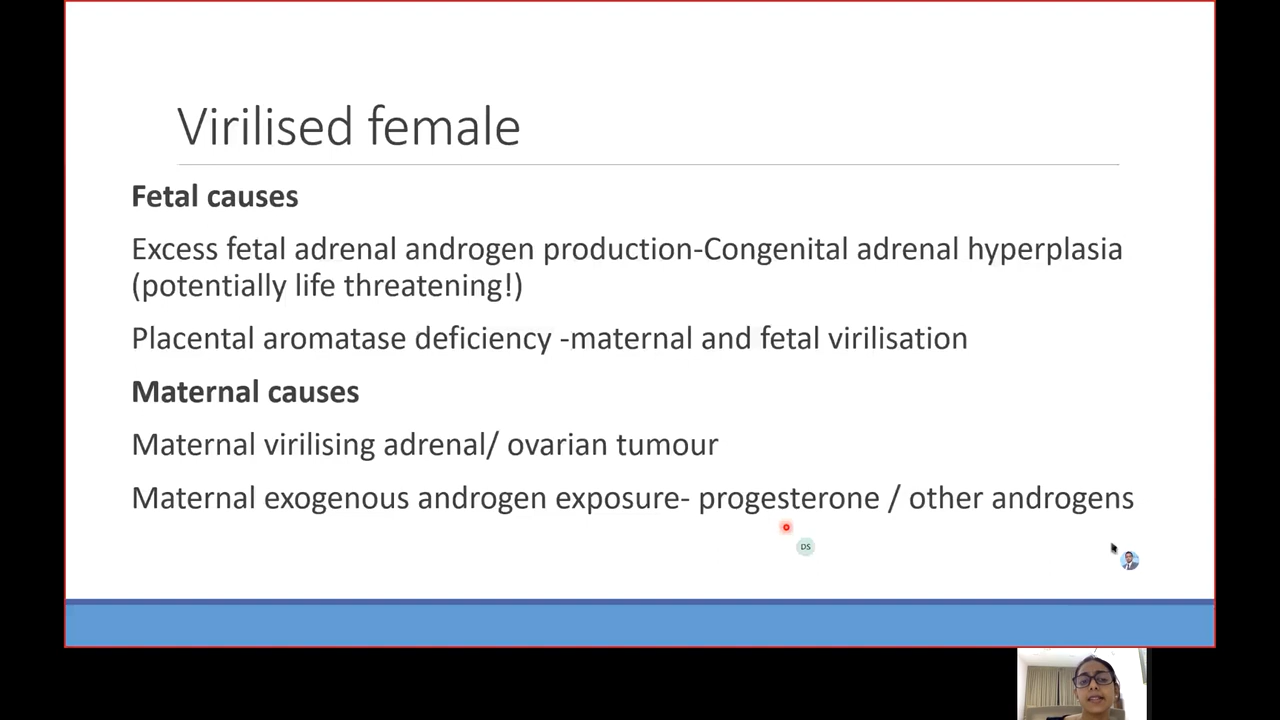 Virilised female
Fetal causes
Excess fetal adrenal androgen production-Congenital adrenal hyperplasia
(potentially life threatening!)
Placental aromatase deficiency -maternal and fetal virilisation
Maternal causes
Maternal virilising adrenal/ ovarian tumour
Maternal exogenous androgen exposure- progesterone / other androgens
DS